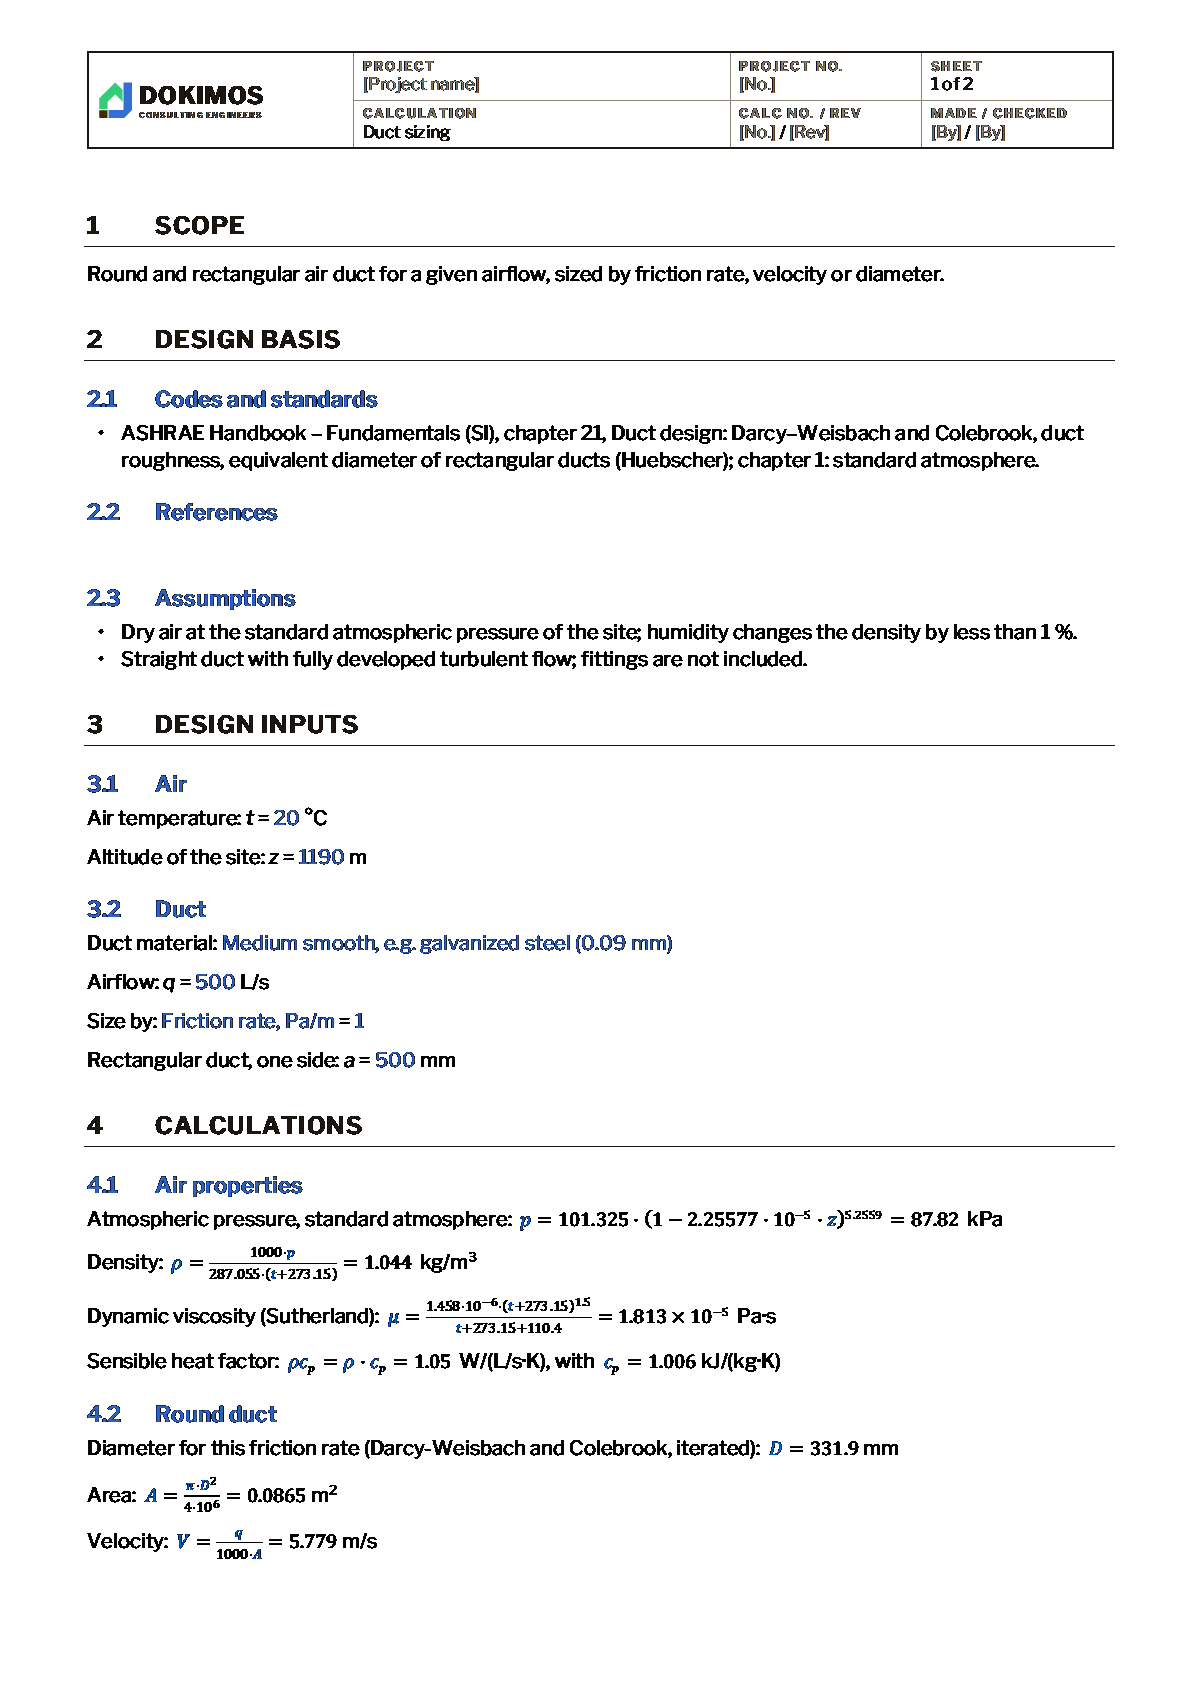 DOKIMOS
CONSULTING ENGINEERS
PROJECT
[Project name]
PROJECT NO.
[No.]
SHEET
1 of 2
CALCULATION
Duct sizing
CALC NO. / REV
[No.] / [Rev]
MADE / CHECKED
[By] / [By]
1 SCOPE
Round and rectangular air duct for a given airflow, sized by friction rate, velocity or diameter.
2 DESIGN BASIS
2.1 Codes and standards
• ASHRAE Handbook – Fundamentals (SI), chapter 21, Duct design: Darcy–Weisbach and Colebrook, duct
roughness, equivalent diameter of rectangular ducts (Huebscher); chapter 1: standard atmosphere.
2.2 References
2.3 Assumptions
• Dry air at the standard atmospheric pressure of the site; humidity changes the density by less than 1 %.
• Straight duct with fully developed turbulent flow; fittings are not included.
3 DESIGN INPUTS
3.1 Air
Air temperature: t = 20 °C
Altitude of the site: z = 1190 m
3.2 Duct
Duct material: Medium smooth, e.g. galvanized steel (0.09 mm)
Airflow: q = 500 L/s
Size by: Friction rate, Pa/m = 1
Rectangular duct, one side: a = 500 mm
4 CALCULATIONS
4.1 Air properties
Atmospheric pressure, standard atmosphere: p = 101.325 · (1 − 2.25577 · 10⁻⁵ · z)⁵·²⁵⁵⁹ = 87.82 kPa
Density: ρ = 1000·p / 287.055·(t+273.15) = 1.044 kg/m³
Dynamic viscosity (Sutherland): μ = 1.458·10⁻⁶·(t+273.15)¹·⁵ / t+273.15+110.4 = 1.813 × 10⁻⁵ Pa·s
Sensible heat factor: ρcₚ = ρ · cₚ = 1.05 W/(L/s·K), with cₚ = 1.006 kJ/(kg·K)
4.2 Round duct
Diameter for this friction rate (Darcy-Weisbach and Colebrook, iterated): D = 331.9 mm
Area: A = π·D² / 4·10⁶ = 0.0865 m²
Velocity: V = q / 1000·A = 5.779 m/s